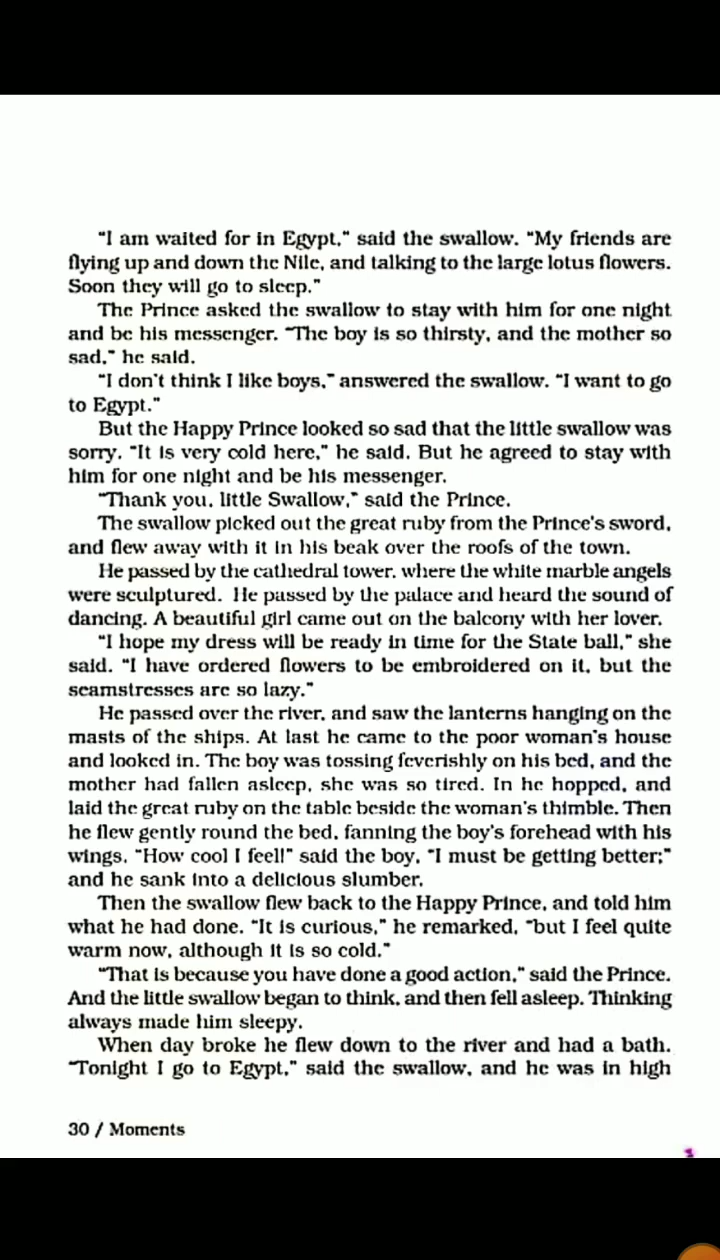 "I am waited for in Egypt," said the swallow. "My friends are
flying up and down the Nile, and talking to the large lotus flowers.
Soon they will go to sleep."
The Prince asked the swallow to stay with him for one night
and be his messenger. "The boy is so thirsty, and the mother so
sad," he said.
"I don't think I like boys," answered the swallow. "I want to go
to Egypt."
But the Happy Prince looked so sad that the little swallow was
sorry. "It is very cold here," he said. But he agreed to stay with
him for one night and be his messenger.
"Thank you, little Swallow," said the Prince.
The swallow picked out the great ruby from the Prince's sword,
and flew away with it in his beak over the roofs of the town.
He passed by the cathedral tower, where the white marble angels
were sculptured. He passed by the palace and heard the sound of
dancing. A beautiful girl came out on the balcony with her lover.
"I hope my dress will be ready in time for the State ball," she
said. "I have ordered flowers to be embroidered on it, but the
seamstresses are so lazy."
He passed over the river, and saw the lanterns hanging on the
masts of the ships. At last he came to the poor woman's house
and looked in. The boy was tossing feverishly on his bed, and the
mother had fallen asleep, she was so tired. In he hopped, and
laid the great ruby on the table beside the woman's thimble. Then
he flew gently round the bed, fanning the boy's forehead with his
wings. "How cool I feel!" said the boy, "I must be getting better;"
and he sank into a delicious slumber.
Then the swallow flew back to the Happy Prince, and told him
what he had done. "It is curious," he remarked, "but I feel quite
warm now, although it is so cold."
"That is because you have done a good action," said the Prince.
And the little swallow began to think, and then fell asleep. Thinking
always made him sleepy.
When day broke he flew down to the river and had a bath.
"Tonight I go to Egypt," said the swallow, and he was in high
30 / Moments